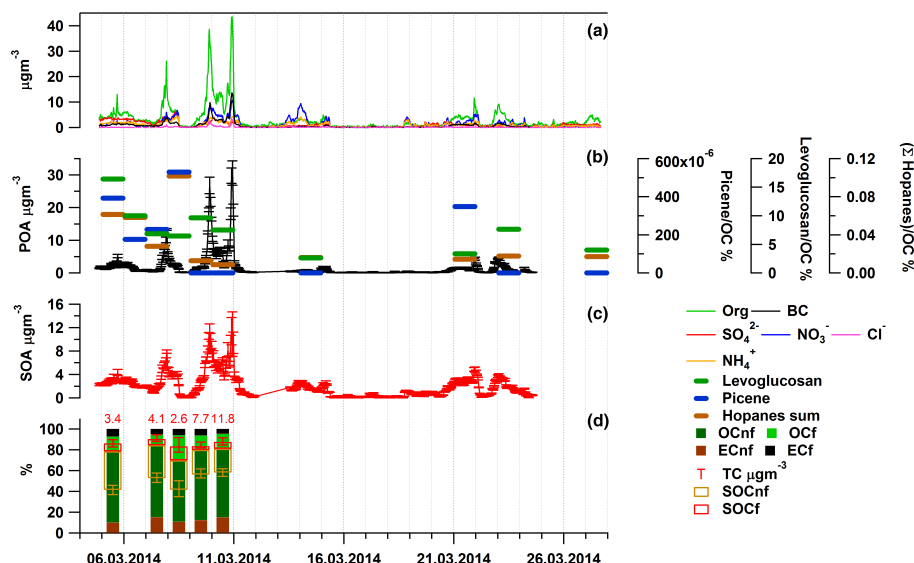 (a)
μgm-3
40
30
20
10
0
(b)
POA μgm-3
30
20
10
0
600x10-6
400
200
0
Picene/OC %
20
15
10
5
0
Levoglucosan/OC %
0.12
0.08
0.04
0.00
(Σ Hopanes)/OC %
(c)
SOA μgm-3
16
12
8
4
0
Org BC
SO42- NO3- Cl-
NH4+
Levoglucosan
Picene
Hopanes sum
OCnf OCf
ECnf ECf
TC μgm-3
SOCnf
SOCf
(d)
3.4 4.1 2.6 7.7 11.8
%
100
80
60
40
20
0
06.03.2014 11.03.2014 16.03.2014 21.03.2014 26.03.2014